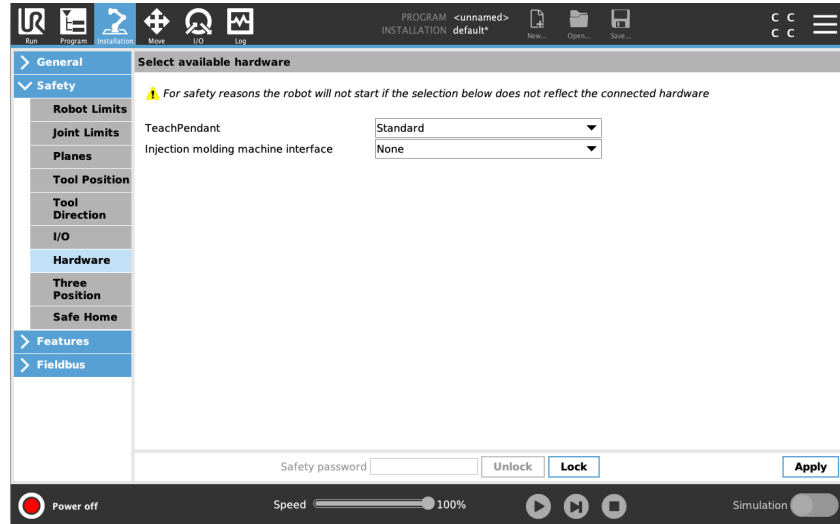 PROGRAM <unnamed>
INSTALLATION default*
Run Program Installation Move I/O Log New... Open... Save...
C C
C C
General
Safety
Robot Limits
Joint Limits
Planes
Tool Position
Tool
Direction
I/O
Hardware
Three
Position
Safe Home
Features
Fieldbus
Select available hardware
For safety reasons the robot will not start if the selection below does not reflect the connected hardware
TeachPendant Standard
Injection molding machine interface None
Safety password Unlock Lock Apply
Power off Speed 100% Simulation